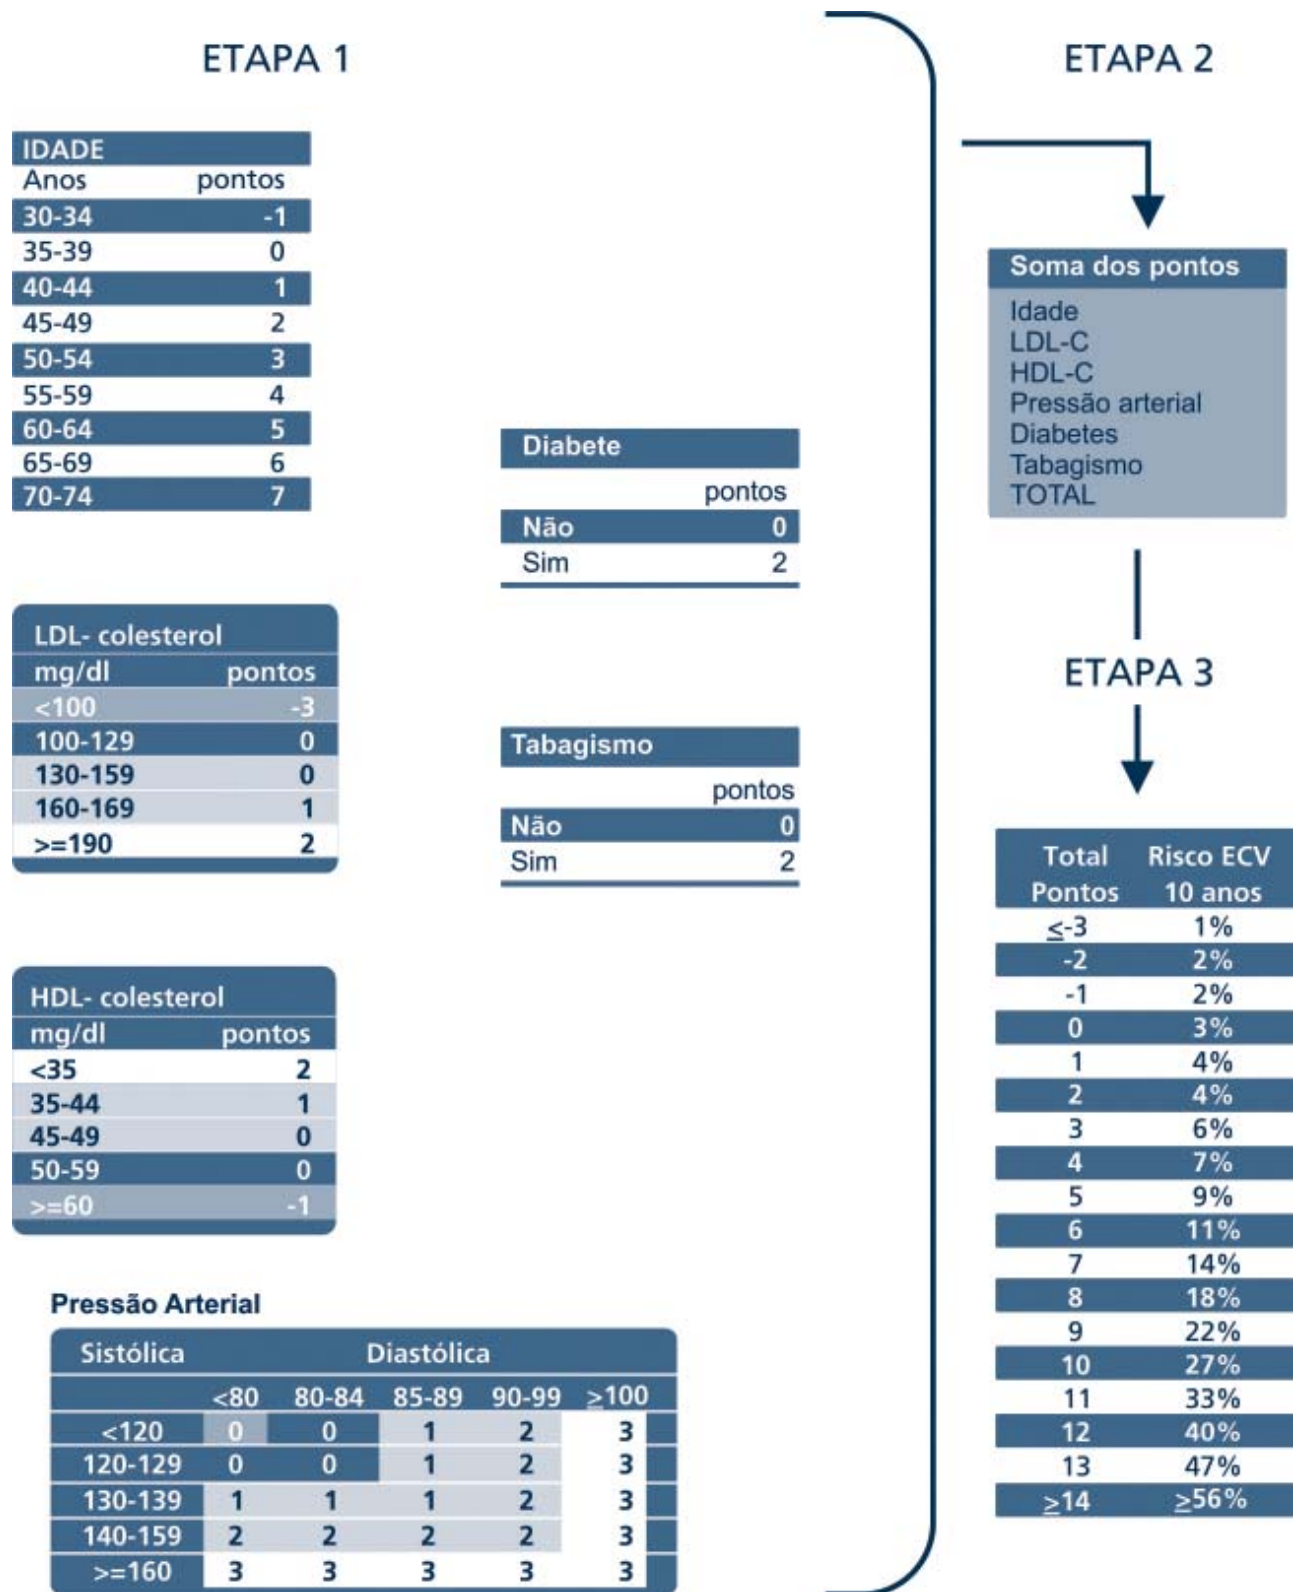 ETAPA 1
IDADE
Anos pontos
30-34 -1
35-39 0
40-44 1
45-49 2
50-54 3
55-59 4
60-64 5
65-69 6
70-74 7
Diabete
pontos
Não 0
Sim 2
LDL- colesterol
mg/dl pontos
<100 -3
100-129 0
130-159 0
160-169 1
>=190 2
Tabagismo
pontos
Não 0
Sim 2
HDL- colesterol
mg/dl pontos
<35 2
35-44 1
45-49 0
50-59 0
>=60 -1
Pressão Arterial
Sistólica Diastólica
<80 80-84 85-89 90-99 ≥100
<120 0 0 1 2 3
120-129 0 0 1 2 3
130-139 1 1 1 2 3
140-159 2 2 2 2 3
>=160 3 3 3 3 3
ETAPA 2
Soma dos pontos
Idade
LDL-C
HDL-C
Pressão arterial
Diabetes
Tabagismo
TOTAL
ETAPA 3
Total Risco ECV
Pontos 10 anos
≤-3 1%
-2 2%
-1 2%
0 3%
1 4%
2 4%
3 6%
4 7%
5 9%
6 11%
7 14%
8 18%
9 22%
10 27%
11 33%
12 40%
13 47%
≥14 ≥56%